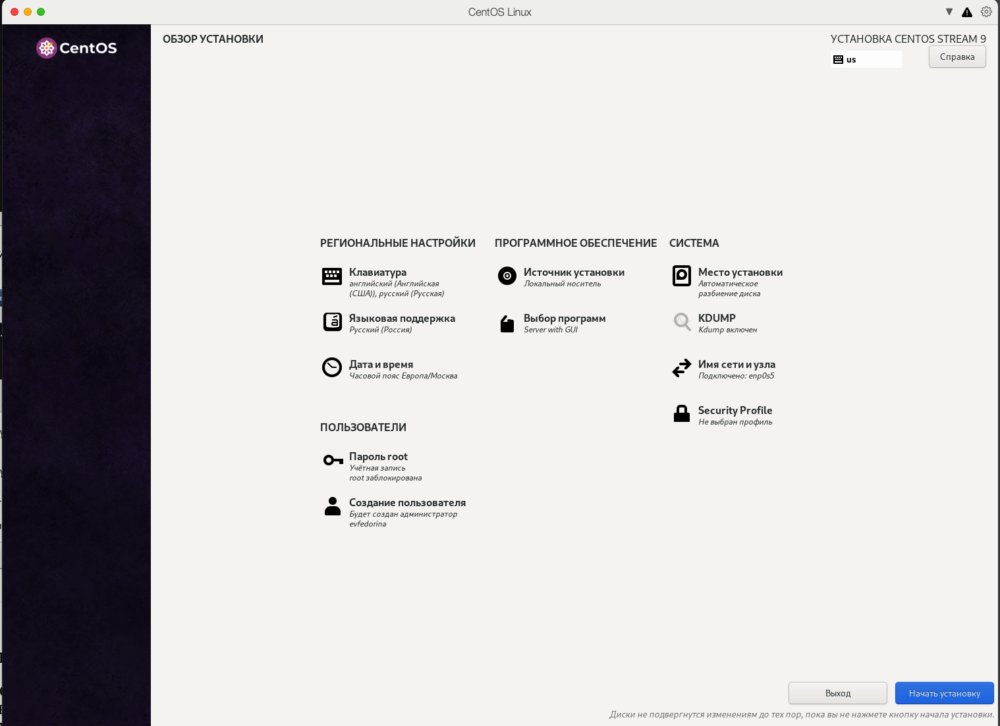 CentOS Linux
CentOS
ОБЗОР УСТАНОВКИ
УСТАНОВКА CENTOS STREAM 9
us
Справка
РЕГИОНАЛЬНЫЕ НАСТРОЙКИ
Клавиатура
английский (Английская
(США)), русский (Русская)
Языковая поддержка
Русский (Россия)
Дата и время
Часовой пояс Европа/Москва
ПОЛЬЗОВАТЕЛИ
Пароль root
Учётная запись
root заблокирована
Создание пользователя
Будет создан администратор
evfedorina
ПРОГРАММНОЕ ОБЕСПЕЧЕНИЕ
Источник установки
Локальный носитель
Выбор программ
Server with GUI
СИСТЕМА
Место установки
Автоматическое
разбиение диска
KDUMP
Kdump включен
Имя сети и узла
Подключено: enp0s5
Security Profile
Не выбран профиль
Выход
Начать установку
Диски не подвергнутся изменениям до тех пор, пока вы не нажмете кнопку начала установки.